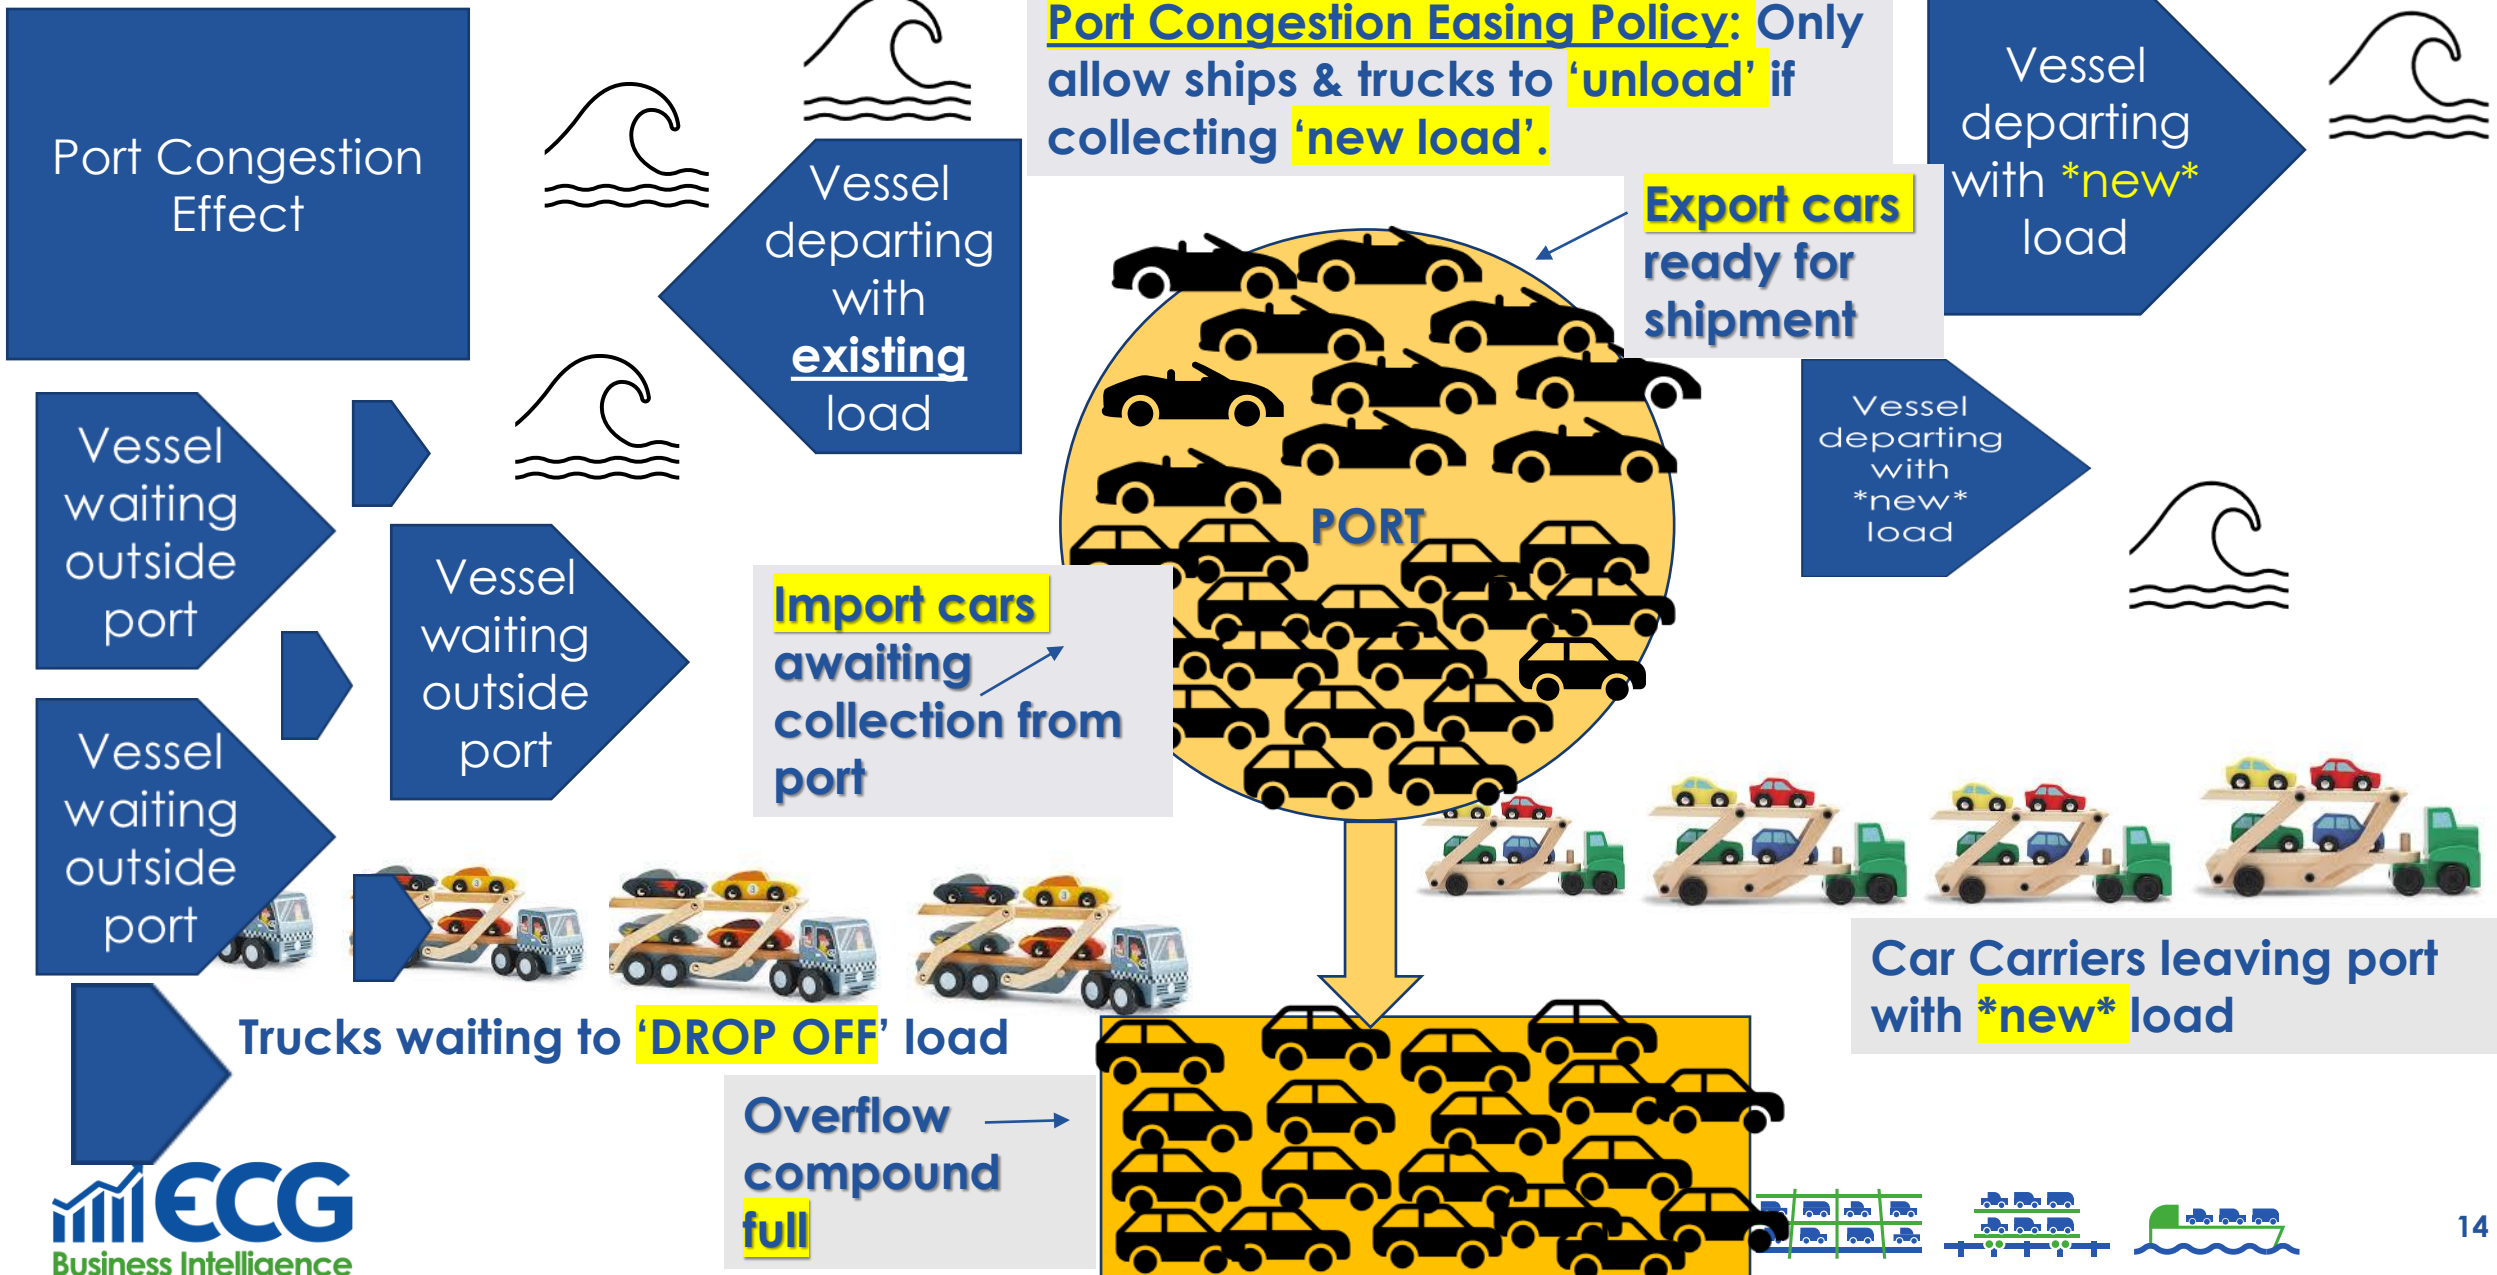 Port Congestion
Effect
Port Congestion Easing Policy: Only
allow ships & trucks to ‘unload’ if
collecting ‘new load’.
Vessel
departing
with *new*
load
Vessel
departing
with
existing
load
Export cars
ready for
shipment
Vessel
waiting
outside
port
Vessel
departing
with
*new*
load
PORT
Vessel
waiting
outside
port
Import cars
awaiting
collection from
port
Vessel
waiting
outside
port
Car Carriers leaving port
with *new* load
Trucks waiting to ‘DROP OFF’ load
Overflow
compound
full
ECG
Business Intelligence
14